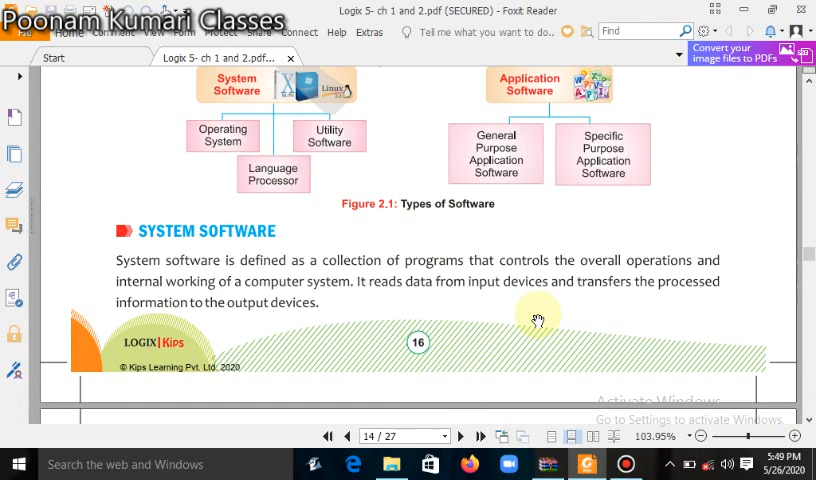 Poonam Kumari Classes
Logix 5- ch 1 and 2.pdf (SECURED) - Foxit Reader
File Home Comment View Form Protect Share Connect Help Extras Tell me what you want to do.. Find
Start Logix 5- ch 1 and 2.pdf...
Convert your
image files to PDFs
System
Software
Linux
Application
Software
Operating
System
Utility
Software
Language
Processor
General
Purpose
Application
Software
Specific
Purpose
Application
Software
Figure 2.1: Types of Software
SYSTEM SOFTWARE
System software is defined as a collection of programs that controls the overall operations and
internal working of a computer system. It reads data from input devices and transfers the processed
information to the output devices.
LOGIX Kips
16
© Kips Learning Pvt. Ltd. 2020
Activate Windows
Go to Settings to activate Windows.
14 / 27
103.95%
Search the web and Windows
5:49 PM
5/26/2020